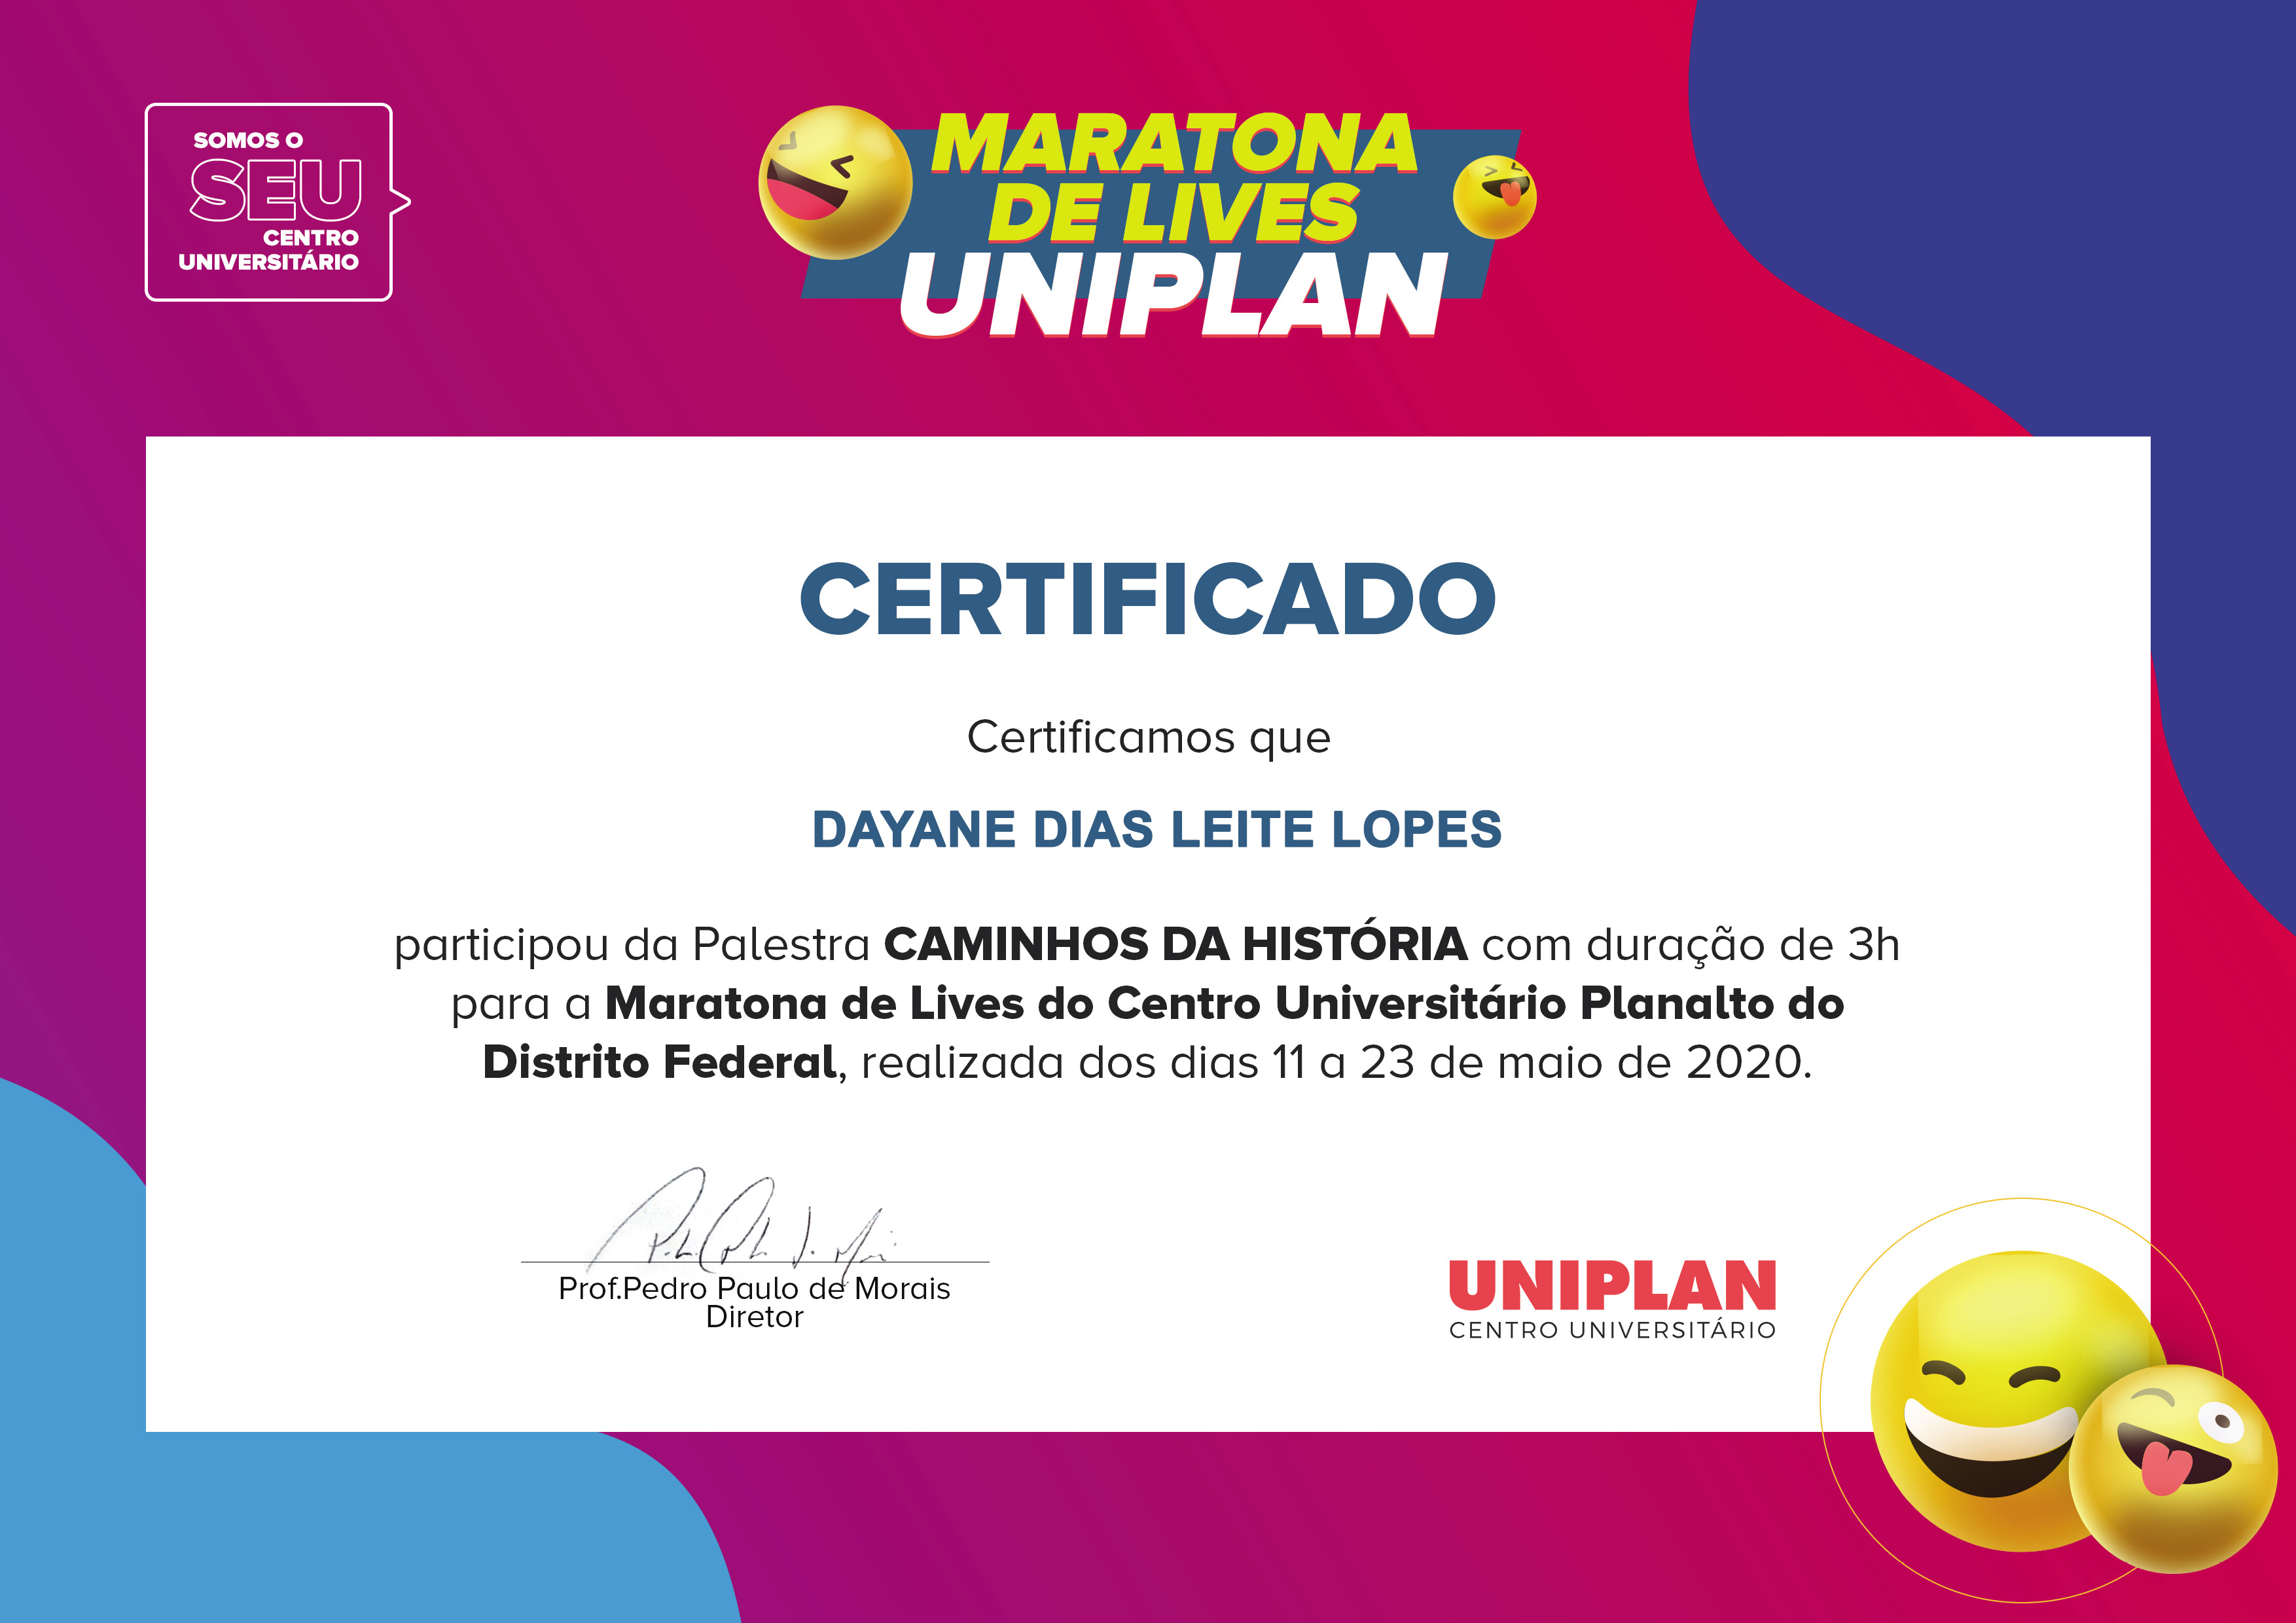 SOMOS O
SEU
CENTRO
UNIVERSITÁRIO
MARATONA
DE LIVES
UNIPLAN
CERTIFICADO
Certificamos que
DAYANE DIAS LEITE LOPES
participou da Palestra CAMINHOS DA HISTÓRIA com duração de 3h
para a Maratona de Lives do Centro Universitário Planalto do
Distrito Federal, realizada dos dias 11 a 23 de maio de 2020.
Prof.Pedro Paulo de Morais
Diretor
UNIPLAN
CENTRO UNIVERSITÁRIO